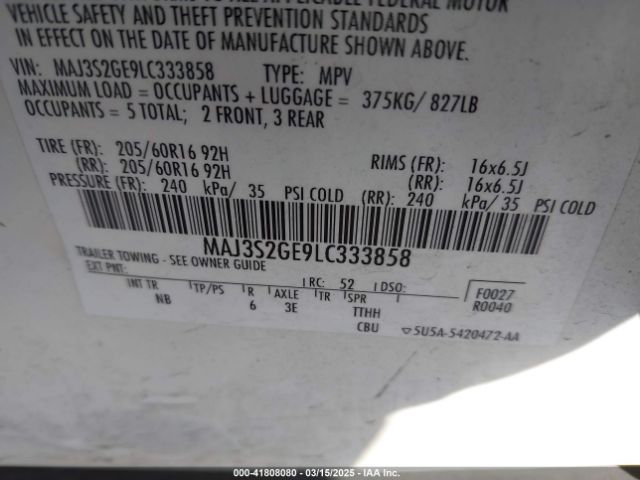 VEHICLE SAFETY AND THEFT PREVENTION STANDARDS
IN EFFECT ON THE DATE OF MANUFACTURE SHOWN ABOVE.
VIN: MAJ3S2GE9LC333858 TYPE: MPV
MAXIMUM LOAD = OCCUPANTS + LUGGAGE = 375KG/ 827LB
OCCUPANTS = 5 TOTAL; 2 FRONT, 3 REAR
TIRE (FR): 205/60R16 92H RIMS (FR): 16x6.5J
(RR): 205/60R16 92H (RR): 16x6.5J
PRESSURE (FR): 240 kPa/ 35 PSI COLD (RR): 240 kPa/ 35 PSI COLD
MAJ3S2GE9LC333858
TRAILER TOWING - SEE OWNER GUIDE
EXT PNT: RC: 52 DSO: F0027
INT TR TP/PS R AXLE TR SPR R0040
NB 6 3E TTHH
CBU 5U5A-5420472-AA
000-41808080 - 03/15/2025 - IAA Inc.